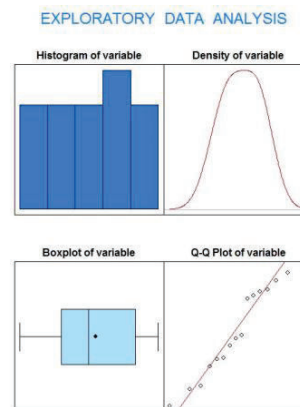 EXPLORATORY DATA ANALYSIS
Histogram of variable
Density of variable
Boxplot of variable
Q-Q Plot of variable